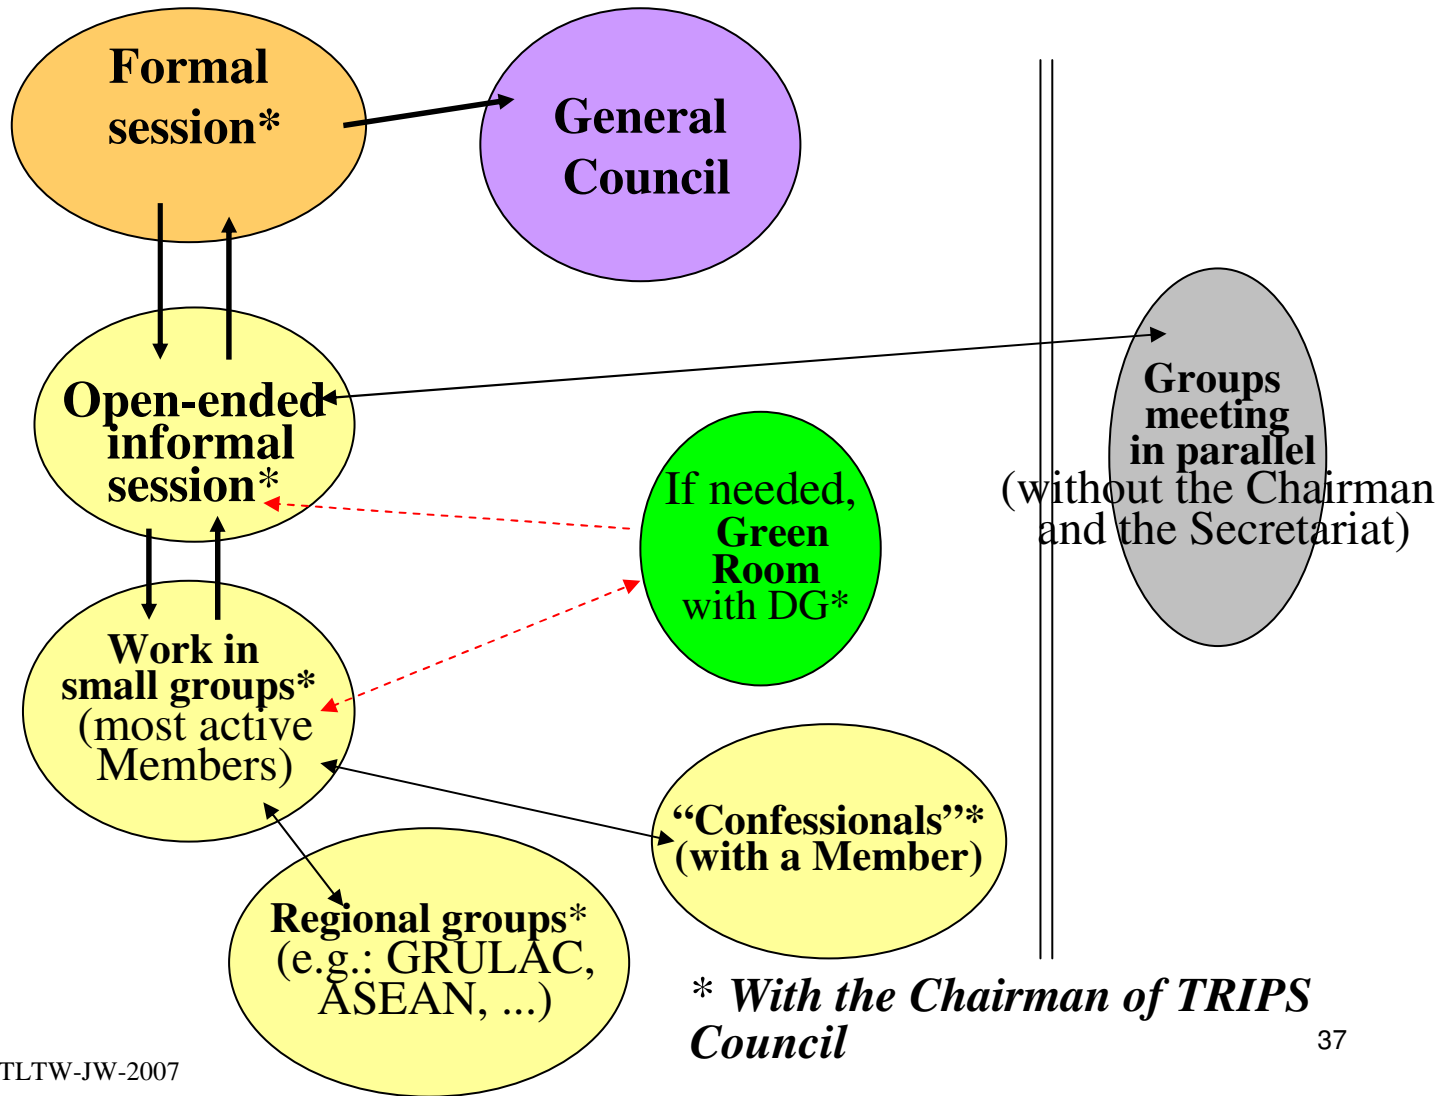 Formal
session*
General
Council
Open-ended
informal
session*
Groups
meeting
in parallel
(without the Chairman
and the Secretariat)
If needed,
Green
Room
with DG*
Work in
small groups*
(most active
Members)
“Confessionals”*
(with a Member)
Regional groups*
(e.g.: GRULAC,
ASEAN, ...)
* With the Chairman of TRIPS
Council
37
TLTW-JW-2007